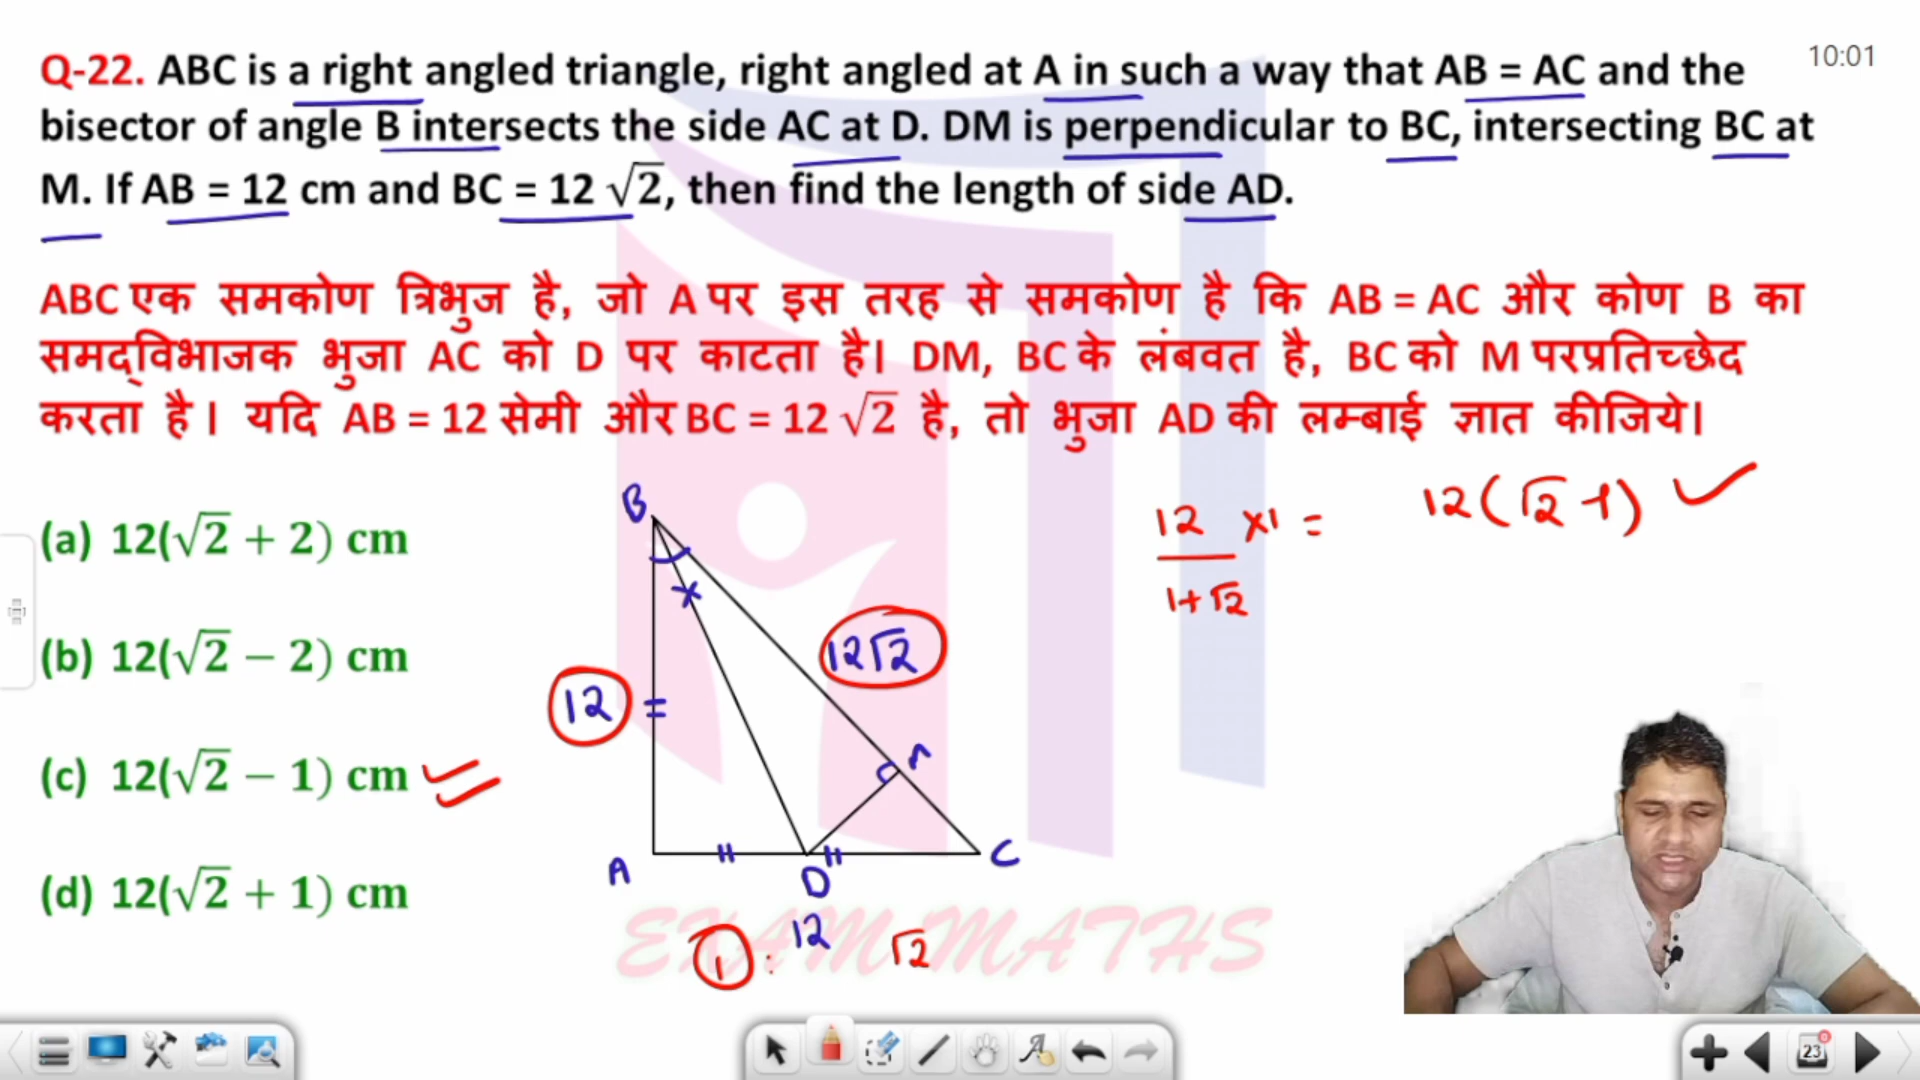 10:01
Q-22. ABC is a right angled triangle, right angled at A in such a way that AB = AC and the
bisector of angle B intersects the side AC at D. DM is perpendicular to BC, intersecting BC at
M. If AB = 12 cm and BC = 12 √2, then find the length of side AD.
ABC एक समकोण त्रिभुज है, जो A पर इस तरह से समकोण है कि AB = AC और कोण B का
समद्विभाजक भुजा AC को D पर काटता है। DM, BC के लंबवत है, BC को M परप्रतिच्छेद
करता है। यदि AB = 12 सेमी और BC = 12 √2 है, तो भुजा AD की लम्बाई ज्ञात कीजिये।
(a) 12(√2 + 2) cm
(b) 12(√2 − 2) cm
(c) 12(√2 − 1) cm
(d) 12(√2 + 1) cm
B
12
12√2
M
A
D
C
12
1 : √2
12/(1+√2) ×1 = 12(√2-1)
EXAM MATHS
23